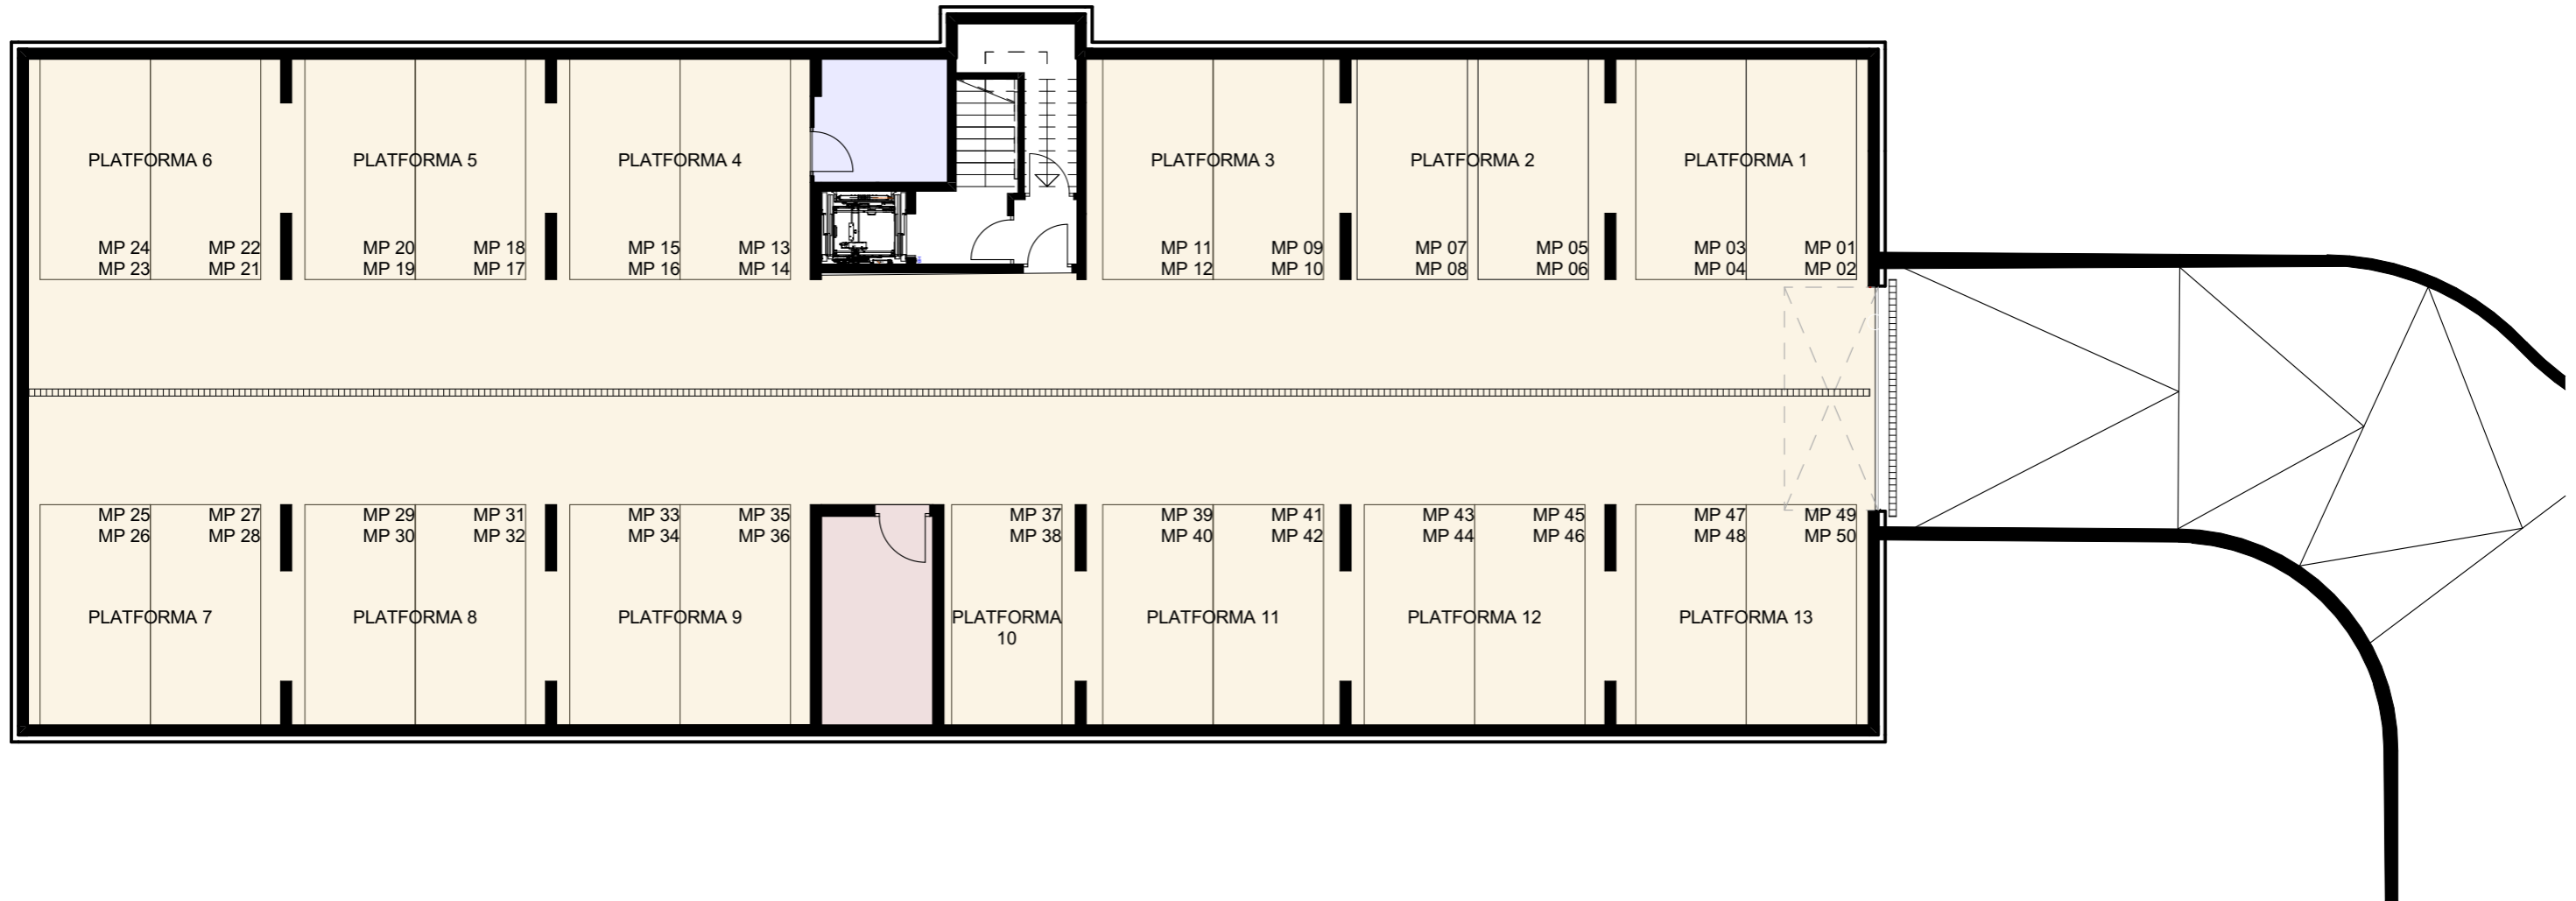 PLATFORMA 6
PLATFORMA 5
PLATFORMA 4
PLATFORMA 3
PLATFORMA 2
PLATFORMA 1
MP 24 MP 22
MP 23 MP 21
MP 20 MP 18
MP 19 MP 17
MP 15 MP 13
MP 16 MP 14
MP 11 MP 09
MP 12 MP 10
MP 07 MP 05
MP 08 MP 06
MP 03 MP 01
MP 04 MP 02
MP 25 MP 27
MP 26 MP 28
MP 29 MP 31
MP 30 MP 32
MP 33 MP 35
MP 34 MP 36
MP 37
MP 38
MP 39 MP 41
MP 40 MP 42
MP 43 MP 45
MP 44 MP 46
MP 47 MP 49
MP 48 MP 50
PLATFORMA 7
PLATFORMA 8
PLATFORMA 9
PLATFORMA
10
PLATFORMA 11
PLATFORMA 12
PLATFORMA 13